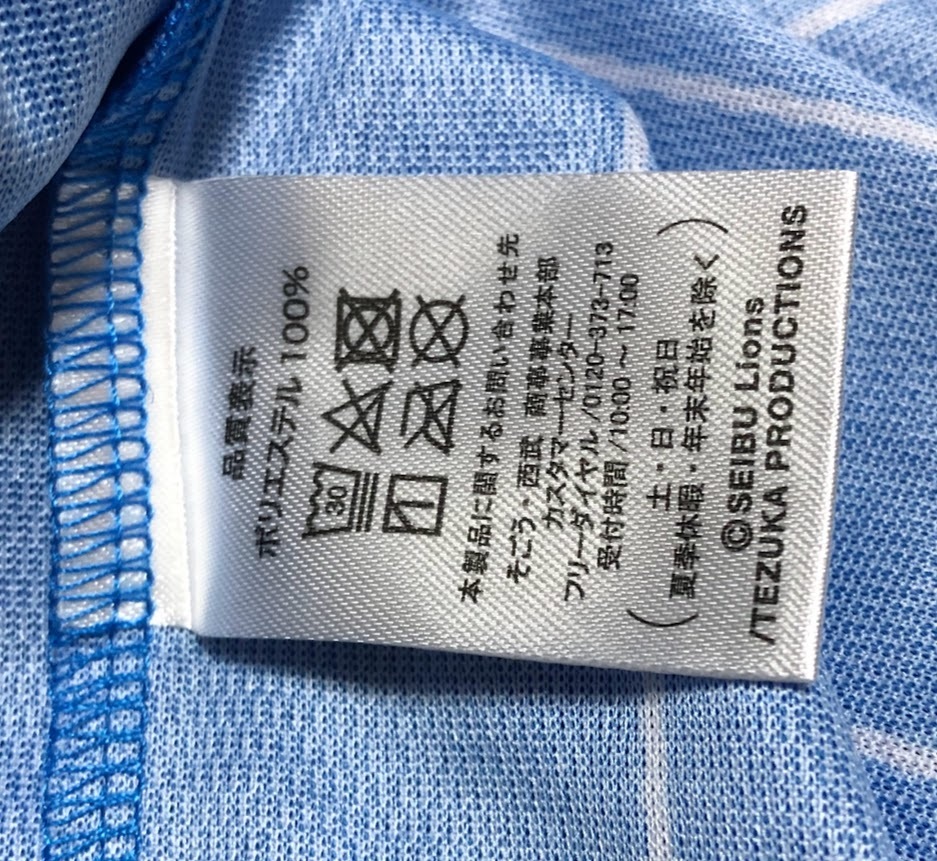 品質表示
ポリエステル 100%
30
本製品に関するお問い合わせ先
そごう・西武 商事事業本部
カスタマーセンター
フリーダイヤル/0120-373-713
受付時間/10:00～17:00
土・日・祝日
(夏季休暇・年末年始を除く)
©SEIBU Lions
/TEZUKA PRODUCTIONS